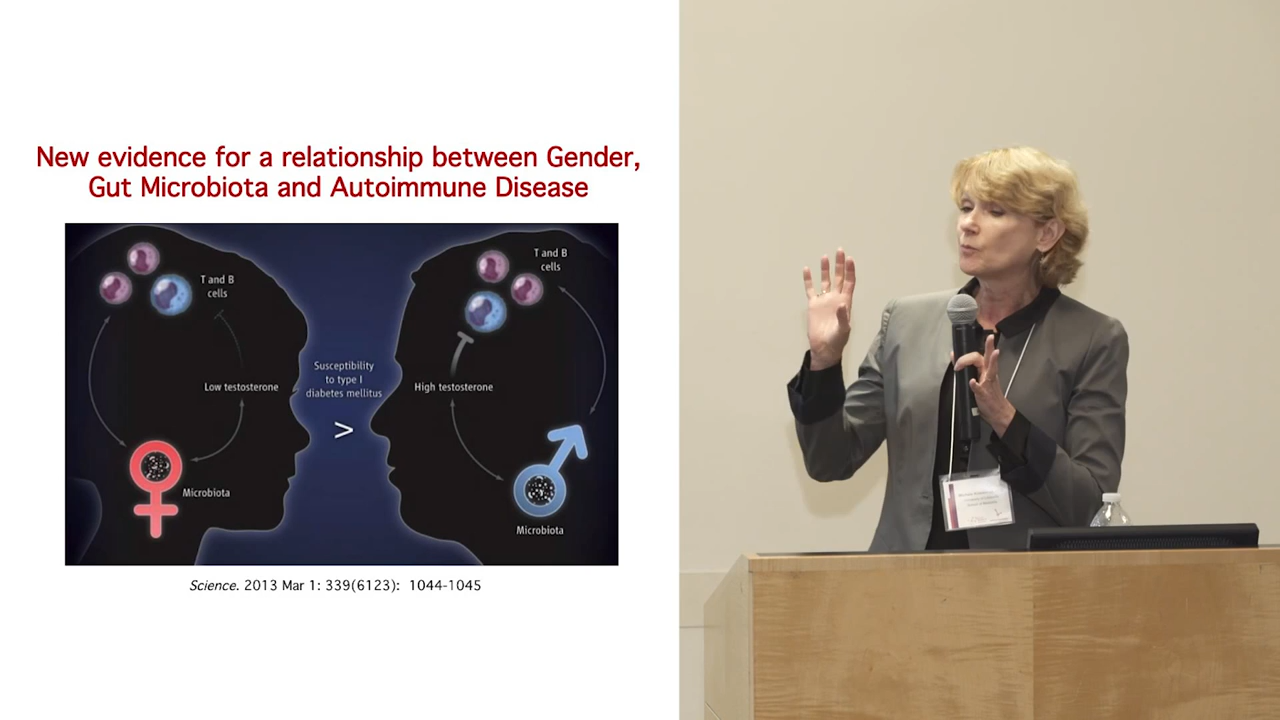 New evidence for a relationship between Gender,
Gut Microbiota and Autoimmune Disease
T and B
cells
Low testosterone
Microbiota
Susceptibility
to type I
diabetes mellitus
>
T and B
cells
High testosterone
Microbiota
Science. 2013 Mar 1: 339(6123): 1044-1045